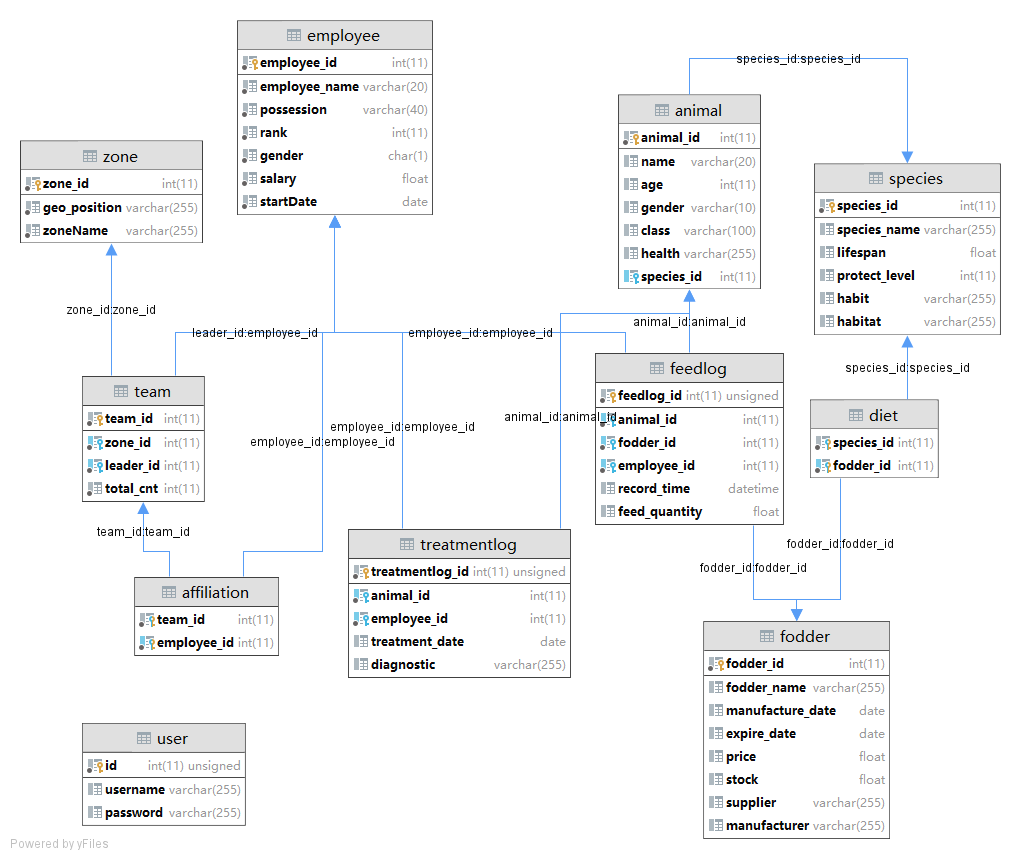 employee
employee_id int(11)
employee_name varchar(20)
possession varchar(40)
rank int(11)
gender char(1)
salary float
startDate date
zone
zone_id int(11)
geo_position varchar(255)
zoneName varchar(255)
species_id:species_id
animal
animal_id int(11)
name varchar(20)
age int(11)
gender varchar(10)
class varchar(100)
health varchar(255)
species_id int(11)
species
species_id int(11)
species_name varchar(255)
lifespan float
protect_level int(11)
habit varchar(255)
habitat varchar(255)
zone_id:zone_id
leader_id:employee_id
employee_id:employee_id
animal_id:animal_id
species_id:species_id
team
team_id int(11)
zone_id int(11)
leader_id int(11)
total_cnt int(11)
employee_id:employee_id
employee_id:employee_id
animal_id:animal_id
feedlog
feedlog_id int(11) unsigned
animal_id int(11)
fodder_id int(11)
employee_id int(11)
record_time datetime
feed_quantity float
diet
species_id int(11)
fodder_id int(11)
team_id:team_id
fodder_id:fodder_id
fodder_id:fodder_id
affiliation
team_id int(11)
employee_id int(11)
treatmentlog
treatmentlog_id int(11) unsigned
animal_id int(11)
employee_id int(11)
treatment_date date
diagnostic varchar(255)
fodder
fodder_id int(11)
fodder_name varchar(255)
manufacture_date date
expire_date date
price float
stock float
supplier varchar(255)
manufacturer varchar(255)
user
id int(11) unsigned
username varchar(255)
password varchar(255)
Powered by yFiles